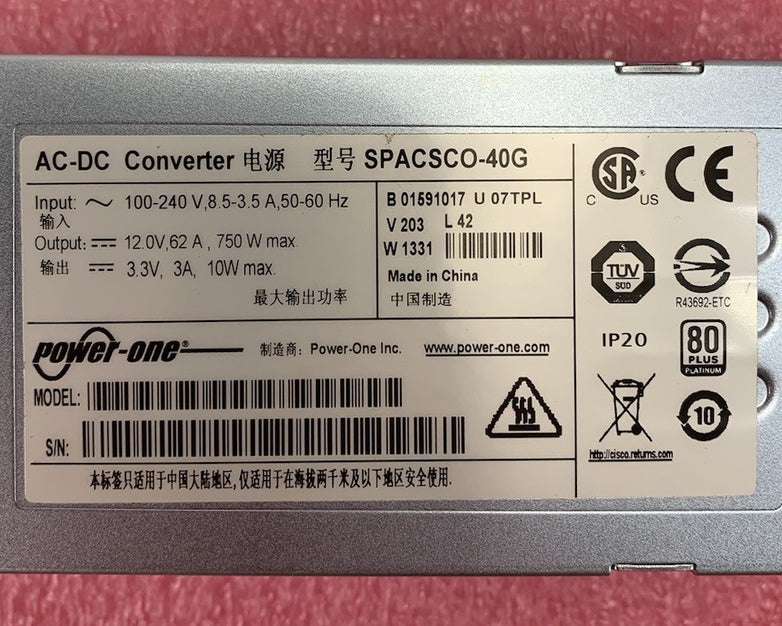 AC-DC Converter 电源 型号 SPACSCO-40G
Input: ～ 100-240 V,8.5-3.5 A,50-60 Hz
输入
Output: 12.0V,62 A , 750 W max.
输出 3.3V, 3A, 10W max.
最大输出功率
B 01591017 U 07TPL
V 203 L 42
W 1331
Made in China
中国制造
power-one® 制造商: Power-One Inc. www.power-one.com
MODEL:
S/N:
本标签只适用于中国大陆地区,仅适用于在海拔两千米及以下地区安全使用.
C SA ® US
CE
TÜV
SÜD
R43692-ETC
IP20
80
PLUS
PLATINUM
10
http://cisco.returns.com